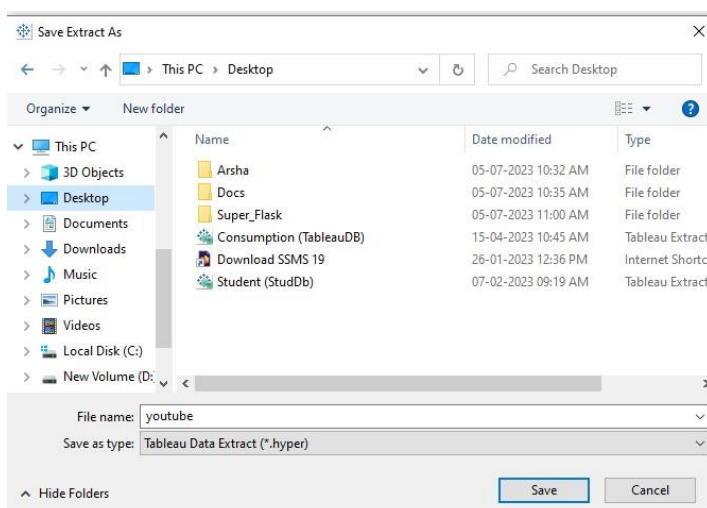 Save Extract As
This PC > Desktop
Search Desktop
Organize
New folder
This PC
3D Objects
Desktop
Documents
Downloads
Music
Pictures
Videos
Local Disk (C:)
New Volume (D:
Name Date modified Type
Arsha 05-07-2023 10:32 AM File folder
Docs 05-07-2023 10:35 AM File folder
Super_Flask 05-07-2023 11:00 AM File folder
Consumption (TableauDB) 15-04-2023 10:45 AM Tableau Extract
Download SSMS 19 26-01-2023 12:36 PM Internet Shortc
Student (StudDb) 07-02-2023 09:19 AM Tableau Extract
File name: youtube
Save as type: Tableau Data Extract (*.hyper)
Hide Folders
Save
Cancel